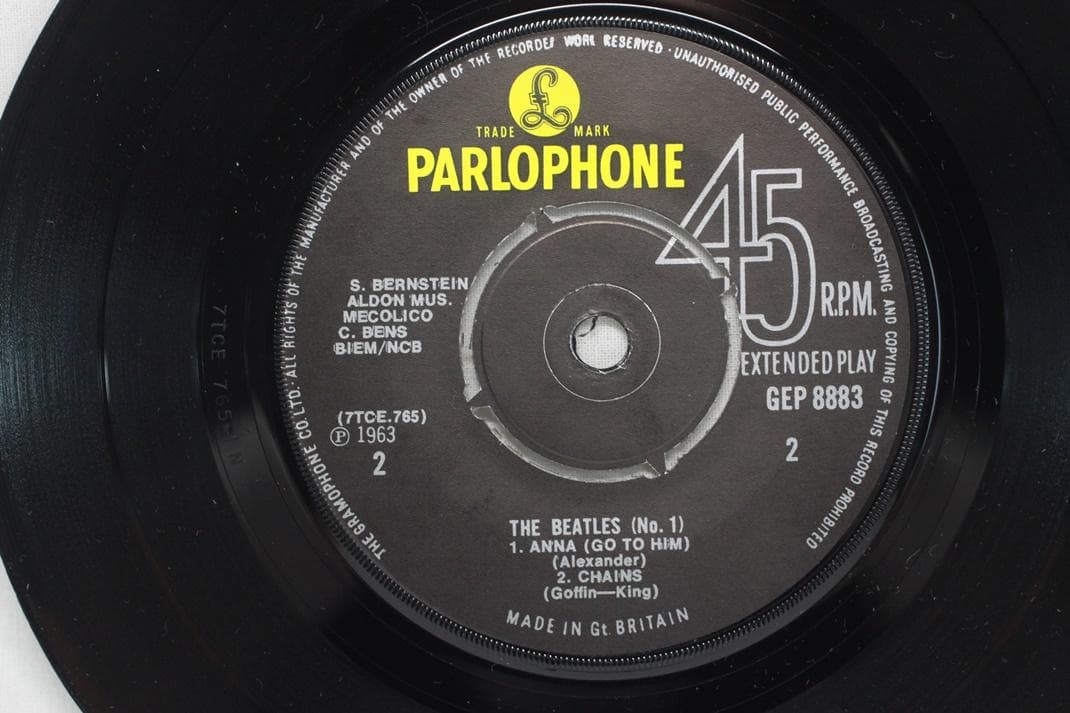 THE GRAMOPHONE CO. LTD. · ALL RIGHTS OF THE MANUFACTURER AND OF THE OWNER OF THE RECORDED WORK RESERVED · UNAUTHORISED PUBLIC PERFORMANCE BROADCASTING AND COPYING OF THIS RECORD PROHIBITED
£
TRADE MARK
PARLOPHONE
45
R.P.M.
EXTENDED PLAY
GEP 8883
2
S. BERNSTEIN
ALDON MUS.
MECOLICO
C. BENS
BIEM/NCB
(7TCE.765)
Ⓟ 1963
2
7TCE 765-1N
THE BEATLES (No. 1)
1. ANNA (GO TO HIM)
(Alexander)
2. CHAINS
(Goffin—King)
MADE IN Gt. BRITAIN